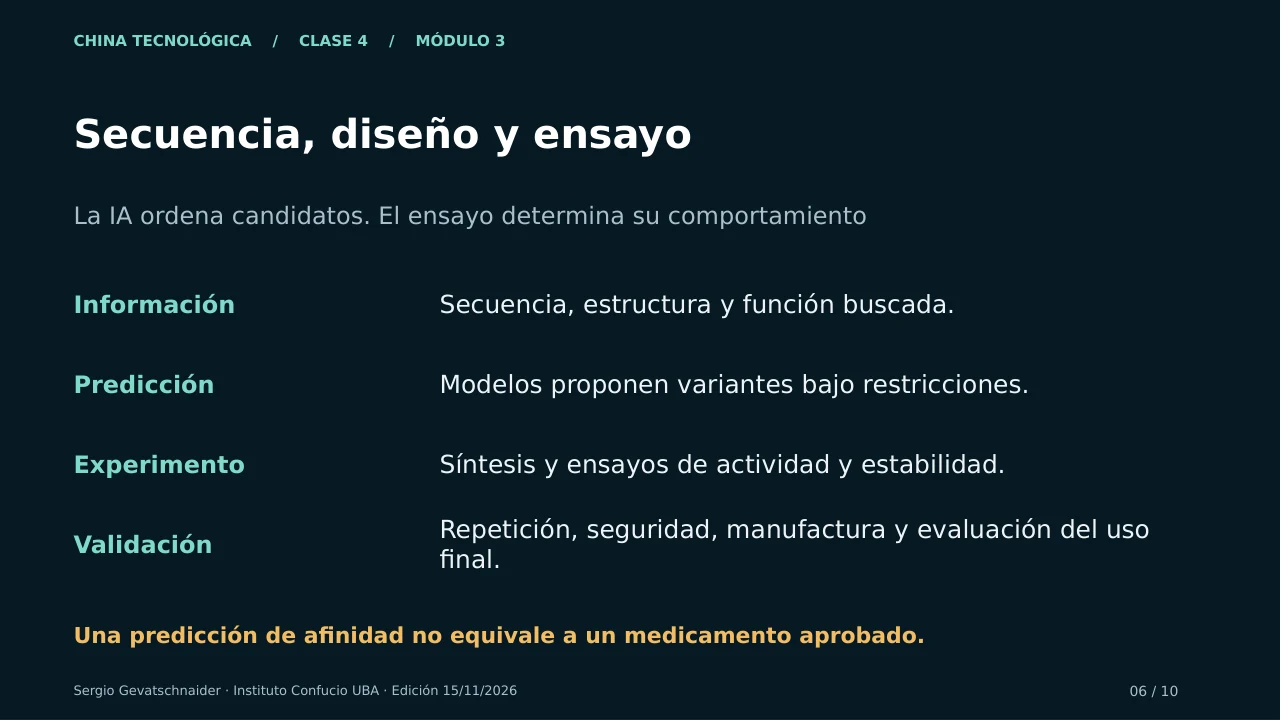 CHINA TECNOLÓGICA / CLASE 4 / MÓDULO 3
Secuencia, diseño y ensayo
La IA ordena candidatos. El ensayo determina su comportamiento
Información
Secuencia, estructura y función buscada.
Predicción
Modelos proponen variantes bajo restricciones.
Experimento
Síntesis y ensayos de actividad y estabilidad.
Validación
Repetición, seguridad, manufactura y evaluación del uso
final.
Una predicción de afinidad no equivale a un medicamento aprobado.
Sergio Gevatschnaider · Instituto Confucio UBA · Edición 15/11/2026
06 / 10